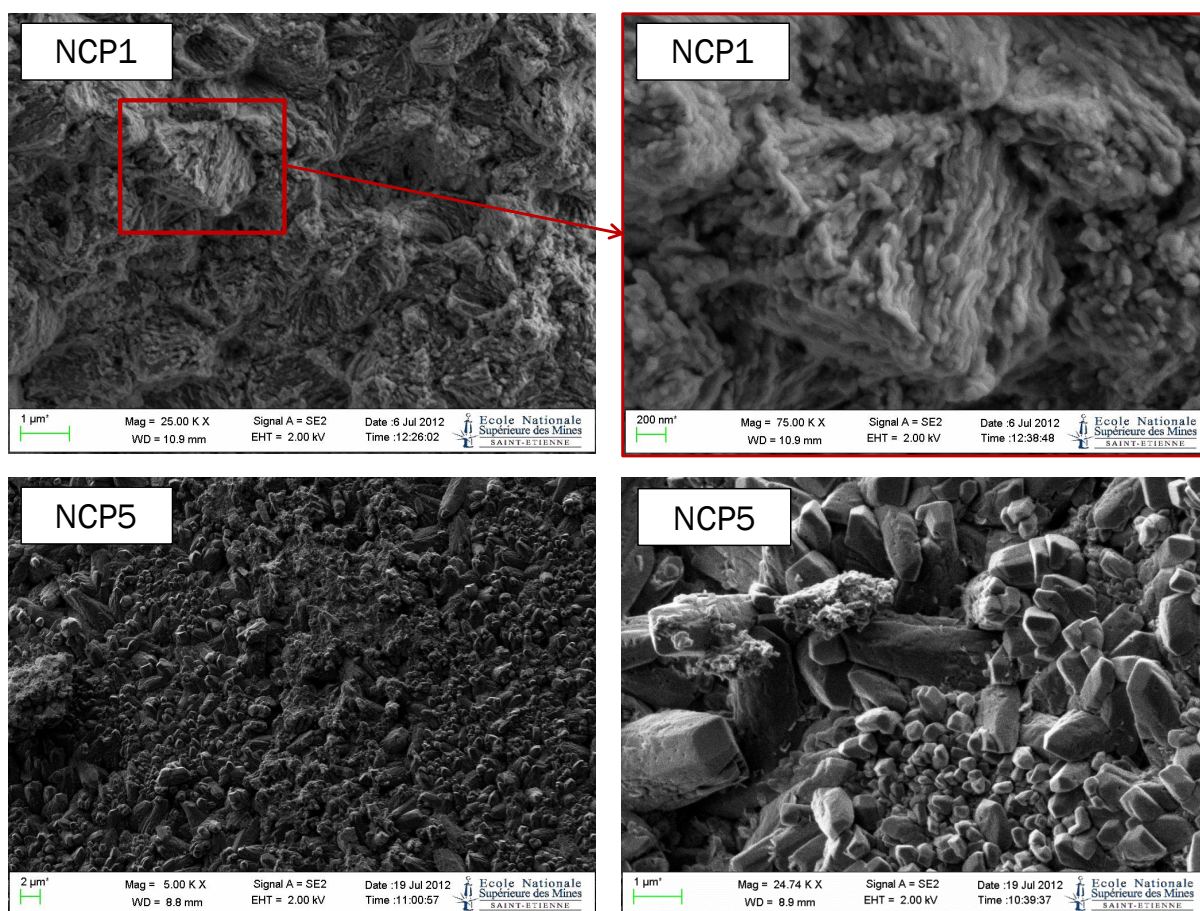 NCP1
1 µm*
Mag = 25.00 K X
WD = 10.9 mm
Signal A = SE2
EHT = 2.00 kV
Date :6 Jul 2012
Time :12:26:02
Ecole Nationale
Supérieure des Mines
SAINT-ETIENNE
NCP1
200 nm*
Mag = 75.00 K X
WD = 10.9 mm
Signal A = SE2
EHT = 2.00 kV
Date :6 Jul 2012
Time :12:38:48
Ecole Nationale
Supérieure des Mines
SAINT-ETIENNE
NCP5
2 µm*
Mag = 5.00 K X
WD = 8.8 mm
Signal A = SE2
EHT = 2.00 kV
Date :19 Jul 2012
Time :11:00:57
Ecole Nationale
Supérieure des Mines
SAINT-ETIENNE
NCP5
1 µm*
Mag = 24.74 K X
WD = 8.9 mm
Signal A = SE2
EHT = 2.00 kV
Date :19 Jul 2012
Time :10:39:37
Ecole Nationale
Supérieure des Mines
SAINT-ETIENNE